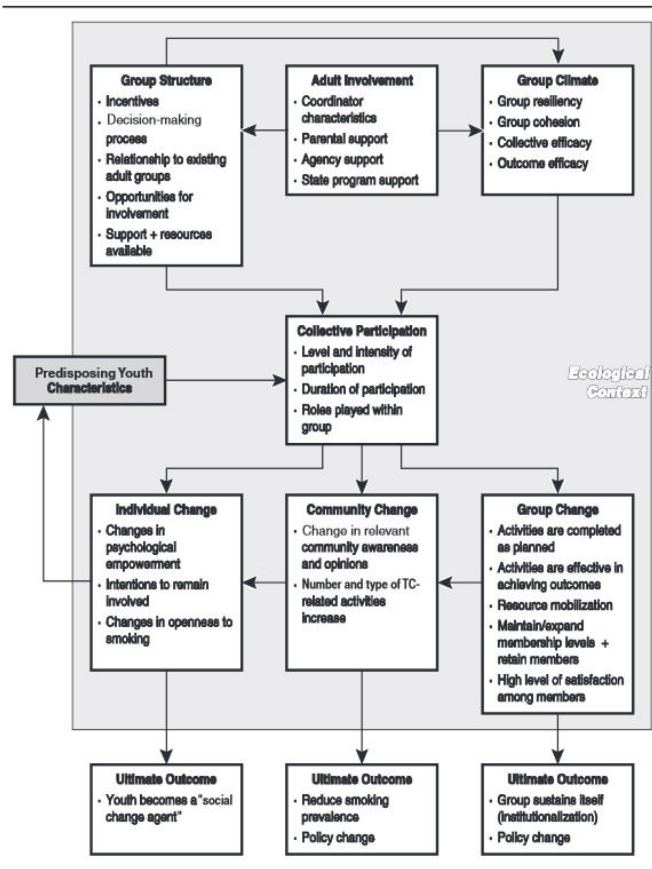 Group Structure
· Incentives
· Decision-making
process
· Relationship to existing
adult groups
· Opportunities for
involvement
· Support + resources
available
Adult Involvement
· Coordinator
characteristics
· Parental support
· Agency support
· State program support
Group Climate
· Group resiliency
· Group cohesion
· Collective efficacy
· Outcome efficacy
Collective Participation
· Level and intensity of
participation
· Duration of participation
· Roles played within
group
Predisposing Youth
Characteristics
Ecological
Context
Individual Change
· Changes in
psychological
empowerment
· Intentions to remain
involved
· Changes in openness to
smoking
Community Change
· Change in relevant
community awareness
and opinions
· Number and type of TC-
related activities
increase
Group Change
· Activities are completed
as planned
· Activities are effective in
achieving outcomes
· Resource mobilization
· Maintain/expand
membership levels +
retain members
· High level of satisfaction
among members
Ultimate Outcome
· Youth becomes a "social
change agent"
Ultimate Outcome
· Reduce smoking
prevalence
· Policy change
Ultimate Outcome
· Group sustains itself
(institutionalization)
· Policy change